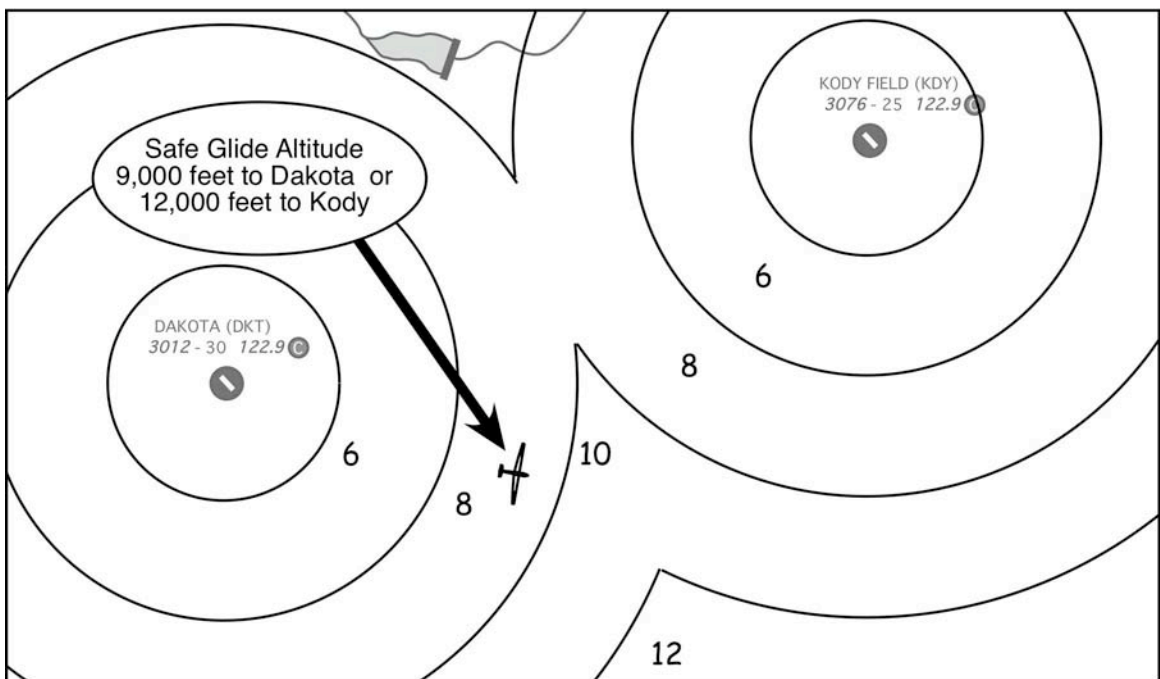 KODY FIELD (KDY)
3076 - 25 122.9 C
Safe Glide Altitude
9,000 feet to Dakota or
12,000 feet to Kody
6
DAKOTA (DKT)
3012 - 30 122.9 C
8
6
10
8
12